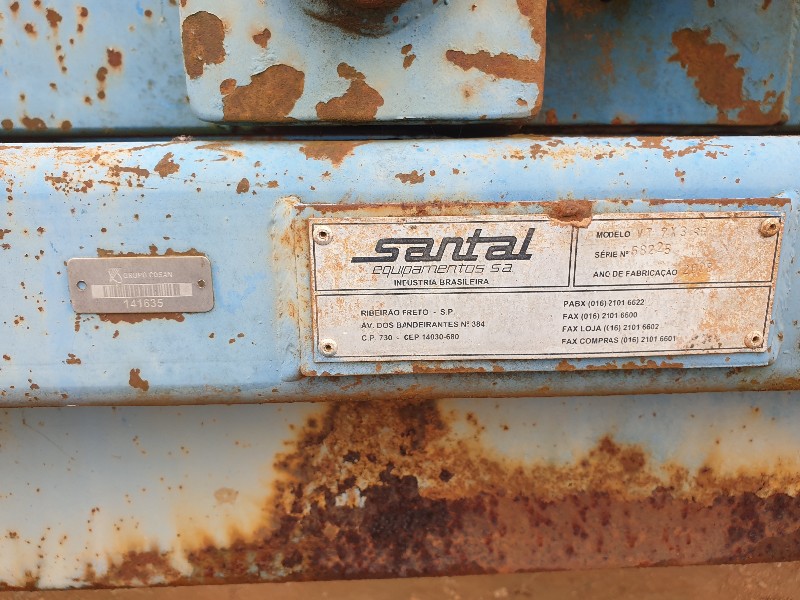 GRUPO COSAN
141635
santal
equipamentos s.a.
INDÚSTRIA BRASILEIRA
MODELO
SÉRIE Nº 58225
ANO DE FABRICAÇÃO
RIBEIRÃO PRETO - S.P.
AV. DOS BANDEIRANTES Nº 384
C.P. 730 - CEP 14030-680
PABX (016) 2101 6622
FAX (016) 2101 6600
FAX LOJA (016) 2101 6602
FAX COMPRAS (016) 2101 6601